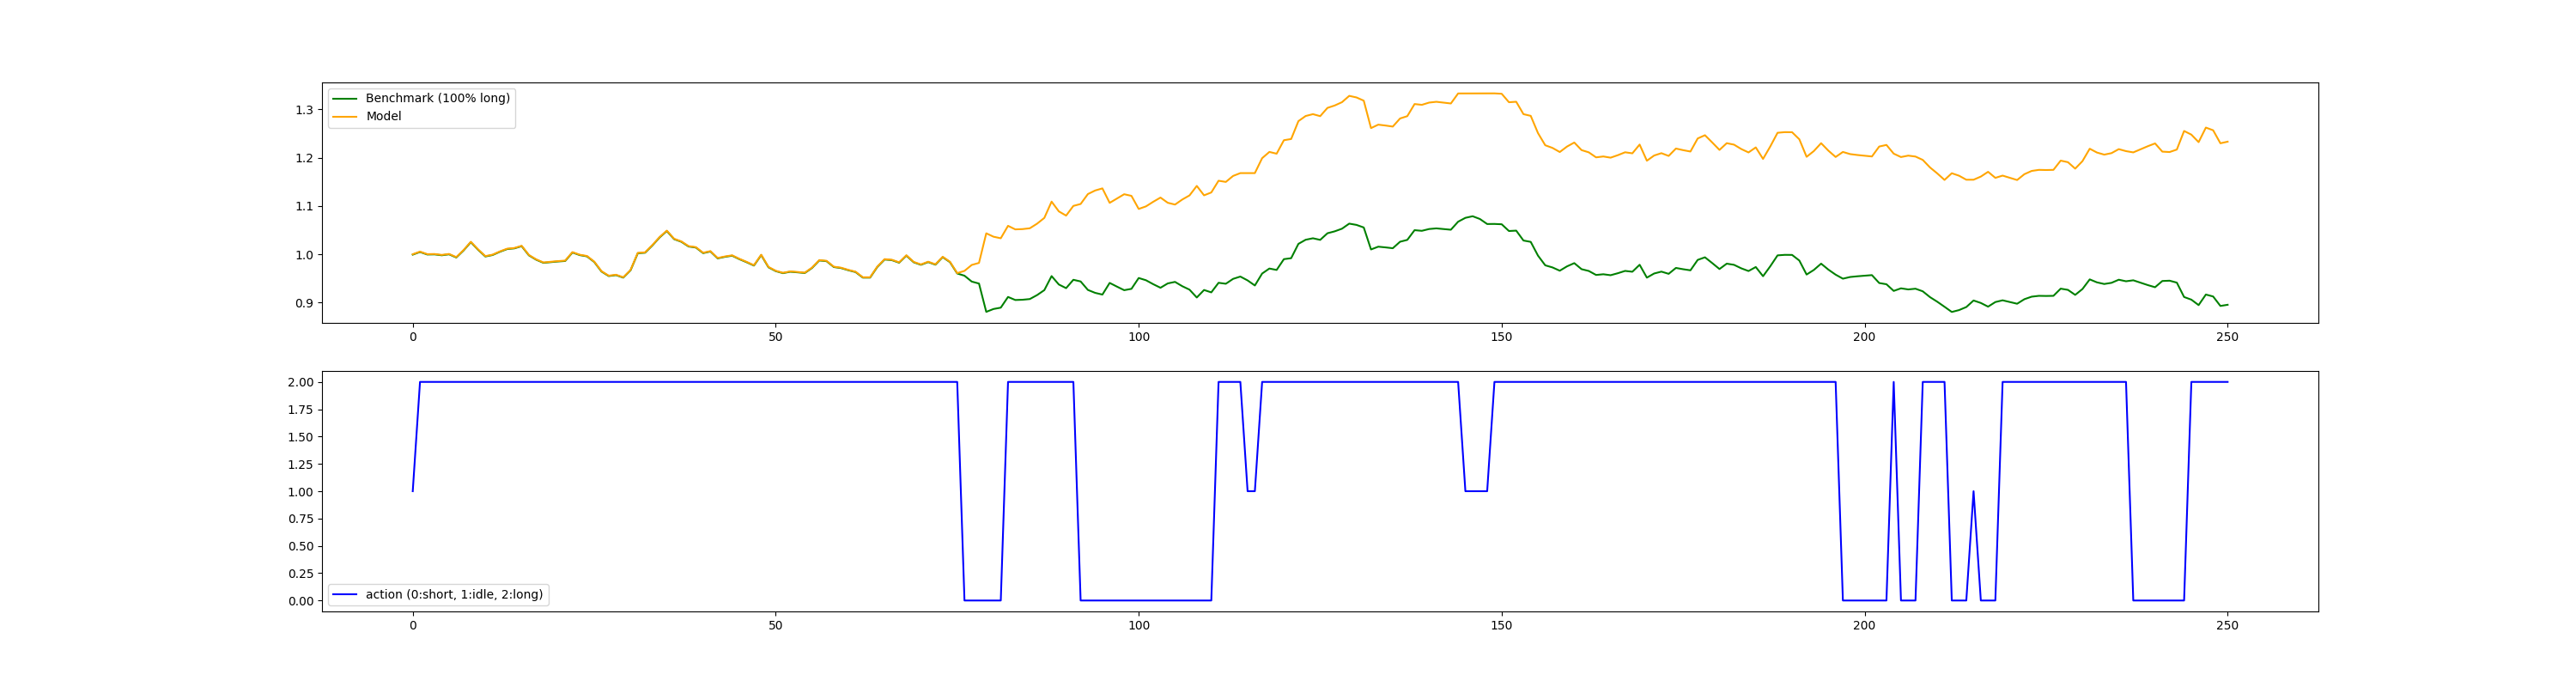 Benchmark (100% long)
Model
1.3
1.2
1.1
1.0
0.9
0 50 100 150 200 250
2.00
1.75
1.50
1.25
1.00
0.75
0.50
0.25
0.00
action (0:short, 1:idle, 2:long)
0 50 100 150 200 250